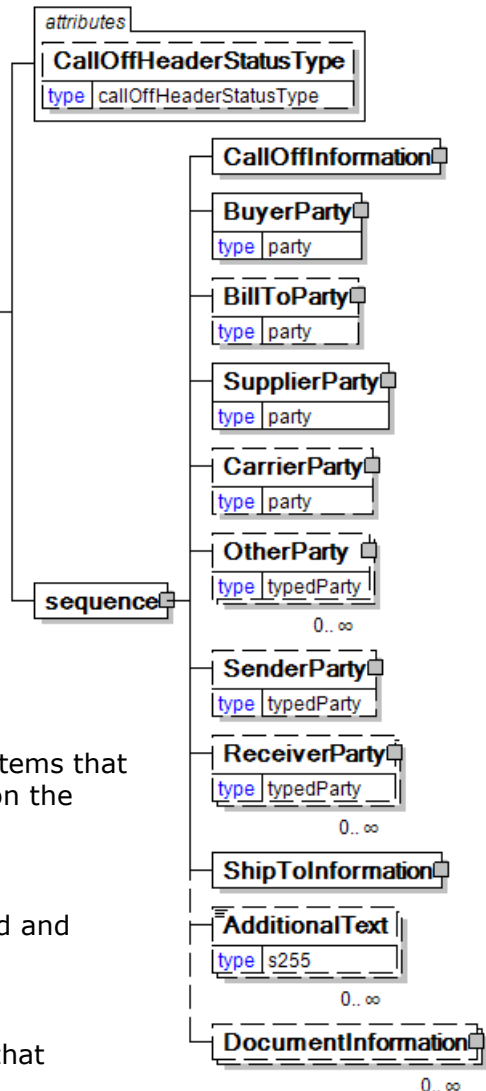 attributes
CallOffHeaderStatusType
type callOffHeaderStatusType
CallOffInformation
BuyerParty
type party
BillToParty
type party
SupplierParty
type party
CarrierParty
type party
OtherParty
type typedParty
0.. ∞
sequence
SenderParty
type typedParty
tems that
ReceiverParty
on the
type typedParty
0.. ∞
ShipToInformation
d and
AdditionalText
type s255
0.. ∞
DocumentInformation
hat
0.. ∞